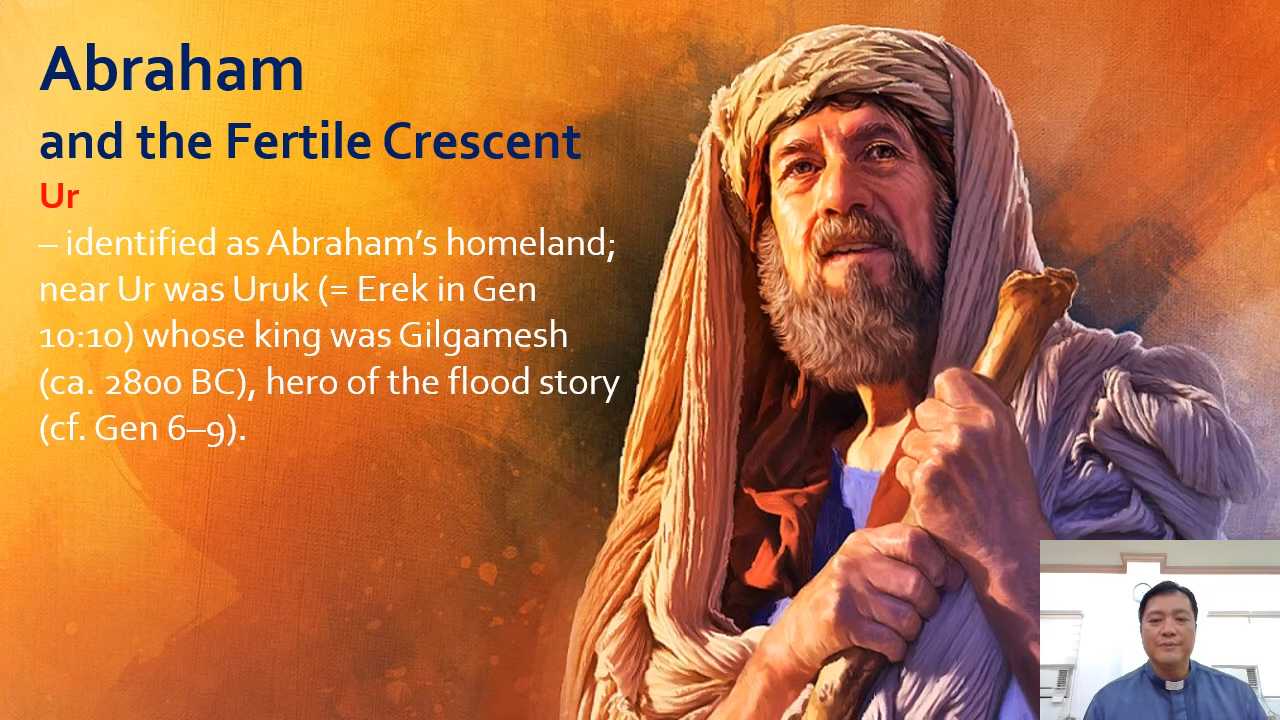 Abraham
and the Fertile Crescent
Ur
– identified as Abraham’s homeland;
near Ur was Uruk (= Erek in Gen
10:10) whose king was Gilgamesh
(ca. 2800 BC), hero of the flood story
(cf. Gen 6–9).